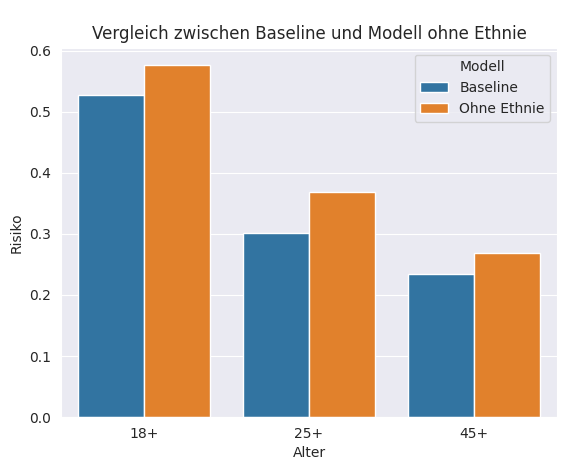 Vergleich zwischen Baseline und Modell ohne Ethnie
0.6
0.5
0.4
0.3
0.2
0.1
0.0
Risiko
Modell
Baseline
Ohne Ethnie
18+
25+
45+
Alter